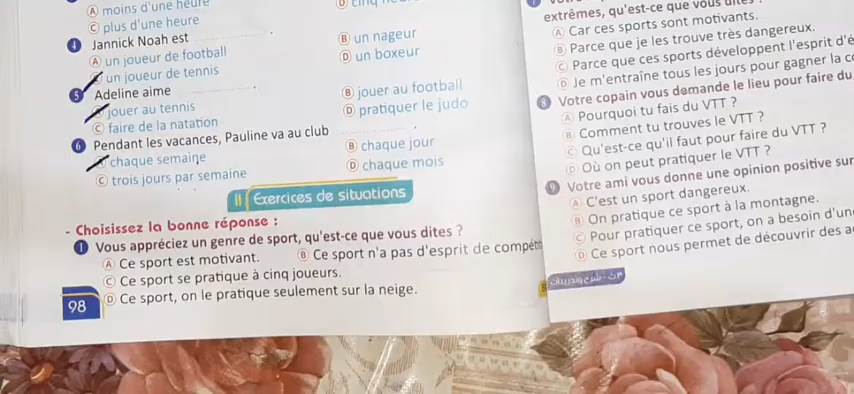 Ⓐ moins d'une heure
Ⓒ plus d'une heure
4 Jannick Noah est ............
Ⓐ un joueur de football Ⓑ un nageur
un joueur de tennis Ⓓ un boxeur
5 Adeline aime ............
jouer au tennis Ⓑ jouer au football
Ⓒ faire de la natation Ⓓ pratiquer le judo
6 Pendant les vacances, Pauline va au club ............
chaque semaine Ⓑ chaque jour
Ⓒ trois jours par semaine Ⓓ chaque mois
II Exercices de situations
- Choisissez la bonne réponse :
1 Vous appréciez un genre de sport, qu'est-ce que vous dites ?
Ⓐ Ce sport est motivant. Ⓑ Ce sport n'a pas d'esprit de compét
Ⓒ Ce sport se pratique à cinq joueurs.
Ⓓ Ce sport, on le pratique seulement sur la neige.
98
extrêmes, qu'est-ce que vous
Ⓐ Car ces sports sont motivants.
Ⓑ Parce que je les trouve très dangereux.
Ⓒ Parce que ces sports développent l'esprit d'é
Ⓓ Je m'entraîne tous les jours pour gagner la
8 Votre copain vous demande le lieu pour faire du
Ⓐ Pourquoi tu fais du VTT ?
Ⓑ Comment tu trouves le VTT ?
Ⓒ Qu'est-ce qu'il faut pour faire du VTT ?
Ⓓ Où on peut pratiquer le VTT ?
9 Votre ami vous donne une opinion positive sur
Ⓐ C'est un sport dangereux.
Ⓑ On pratique ce sport à la montagne.
Ⓒ Pour pratiquer ce sport, on a besoin d'un
Ⓓ Ce sport nous permet de découvrir des a